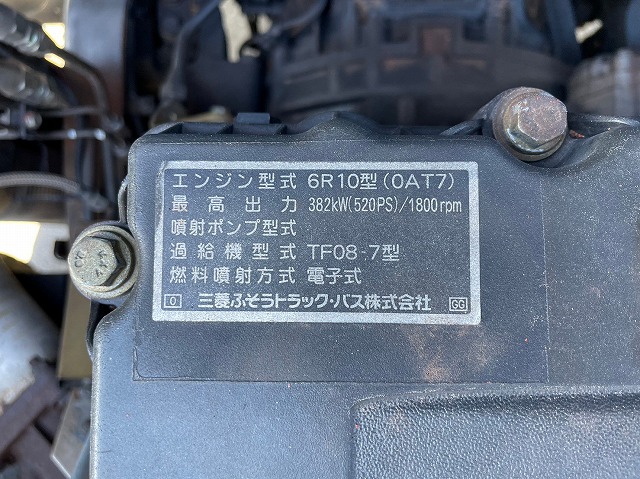 エンジン型式 6R10型(0AT7)
最高出力 382kW(520PS)/1800rpm
噴射ポンプ型式
過給機型式 TF08-7型
燃料噴射方式 電子式
0 三菱ふそうトラック・バス株式会社 GG